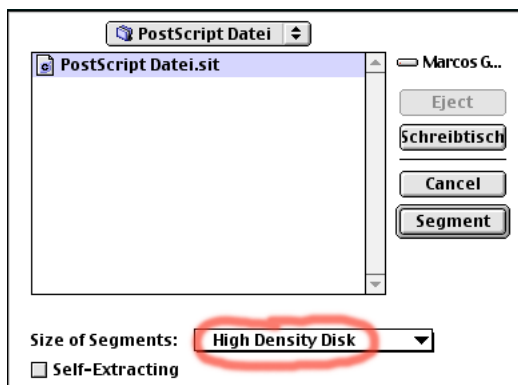 PostScript Datei
PostScript Datei.sit
Marcos G...
Eject
Schreibtisch
Cancel
Segment
Size of Segments: High Density Disk
Self-Extracting